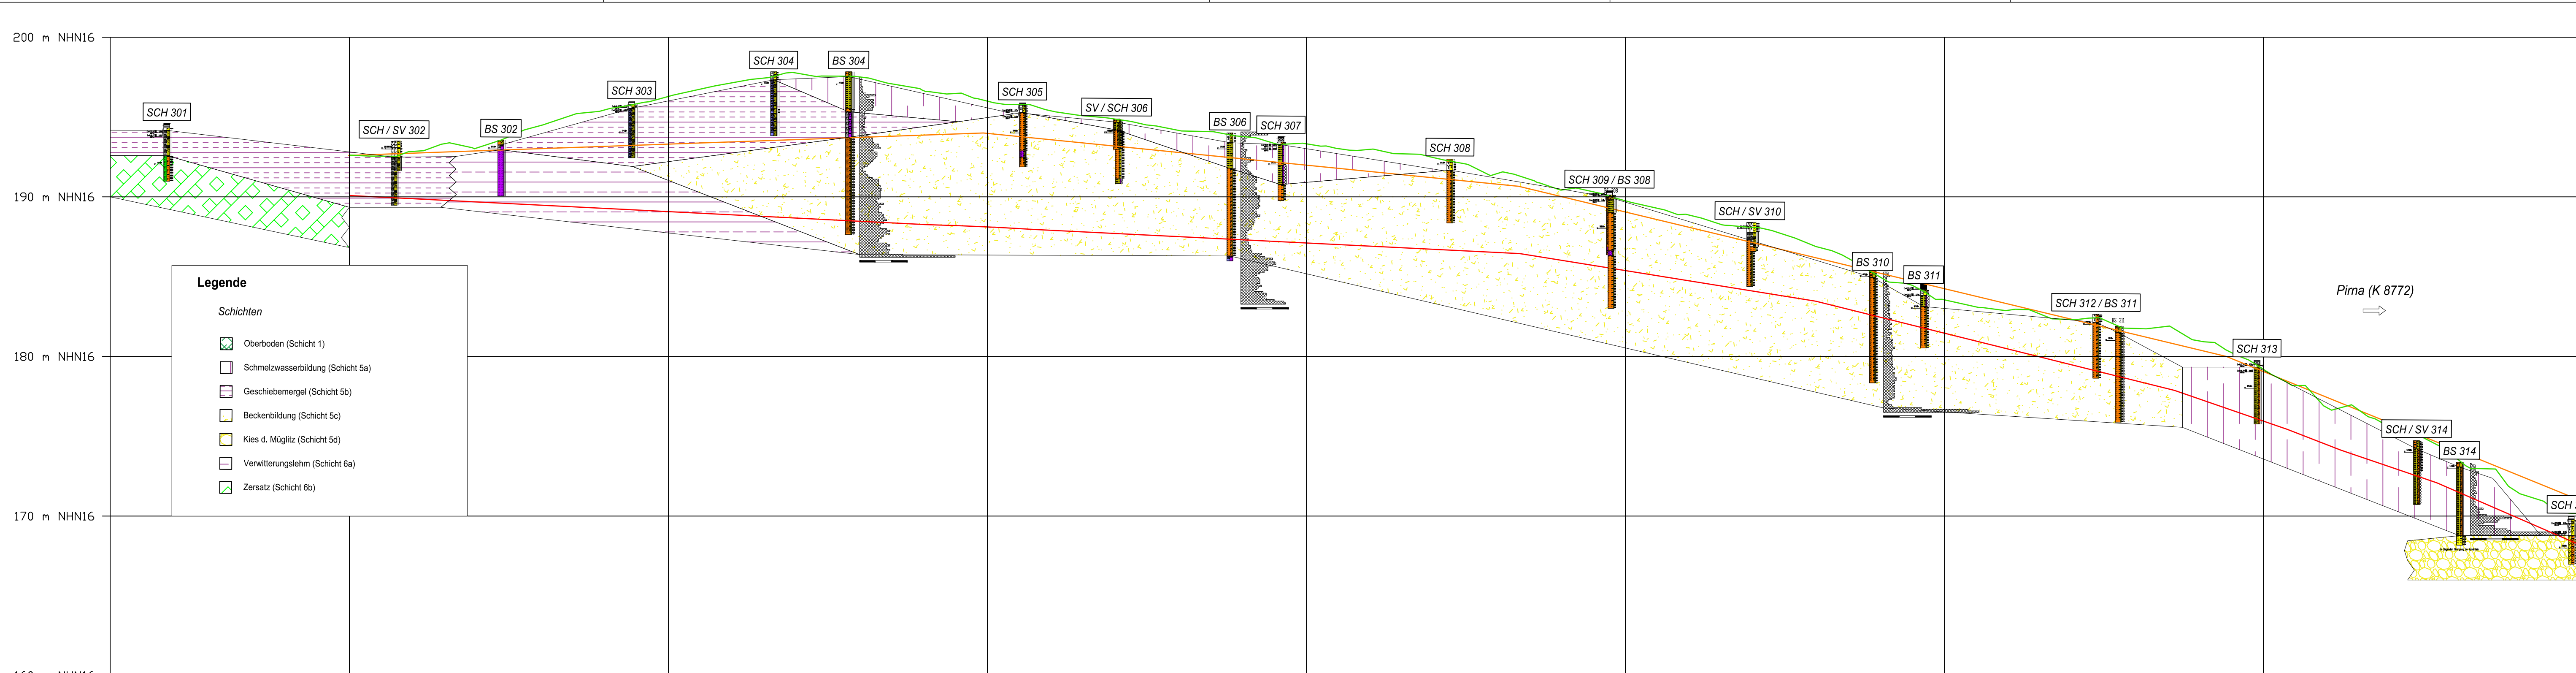 200 m NHN16
SCH 304
BS 304
SCH 303
SCH 305
SCH 301
SV / SCH 306
SCH / SV 302
BS 302
BS 306
SCH 307
SCH 308
190 m NHN16
SCH 309 / BS 308
SCH / SV 310
BS 310
BS 311
SCH 312 / BS 311
Pirna (K 8772)
Legende
Schichten
Oberboden (Schicht 1)
Schmelzwasserbildung (Schicht 5a)
Geschiebemergel (Schicht 5b)
Beckenbildung (Schicht 5c)
Kies d. Müglitz (Schicht 5d)
Verwitterungslehm (Schicht 6a)
Zersatz (Schicht 6b)
180 m NHN16
SCH 313
SCH / SV 314
BS 314
SCH
170 m NHN16